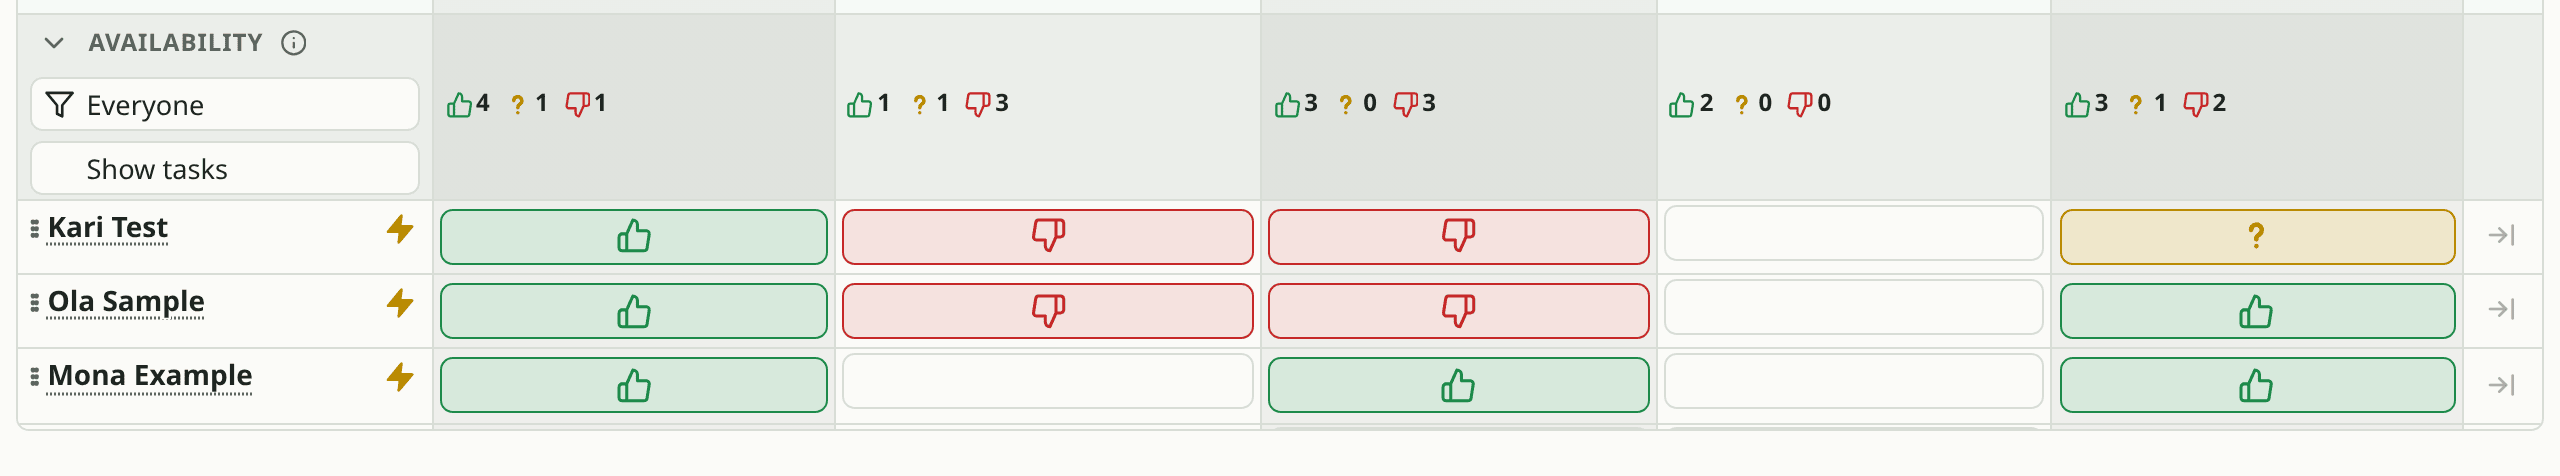 AVAILABILITY
Everyone
Show tasks
4 ? 1 1
1 ? 1 3
3 ? 0 3
2 ? 0 0
3 ? 1 2
Kari Test
?
Ola Sample
Mona Example